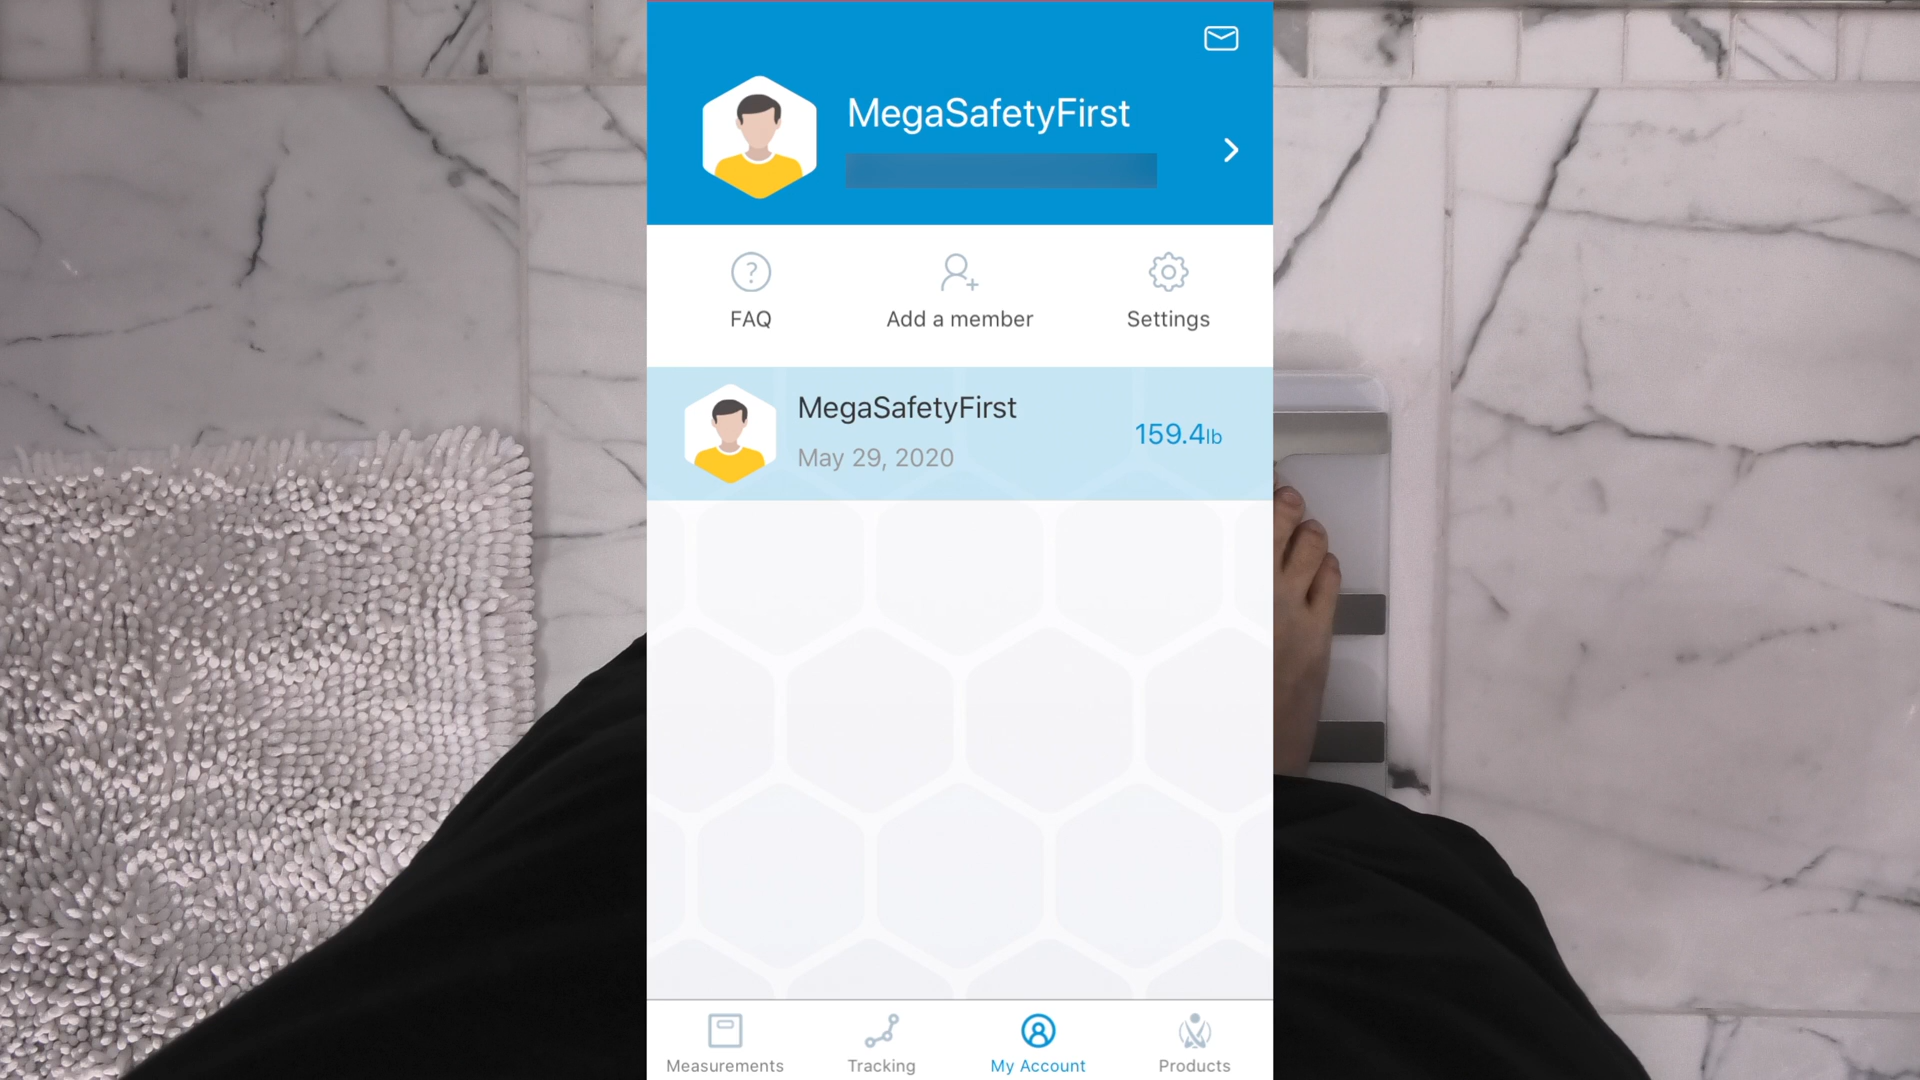 MegaSafetyFirst
FAQ
Add a member
Settings
MegaSafetyFirst
May 29, 2020
159.4lb
Measurements
Tracking
My Account
Products